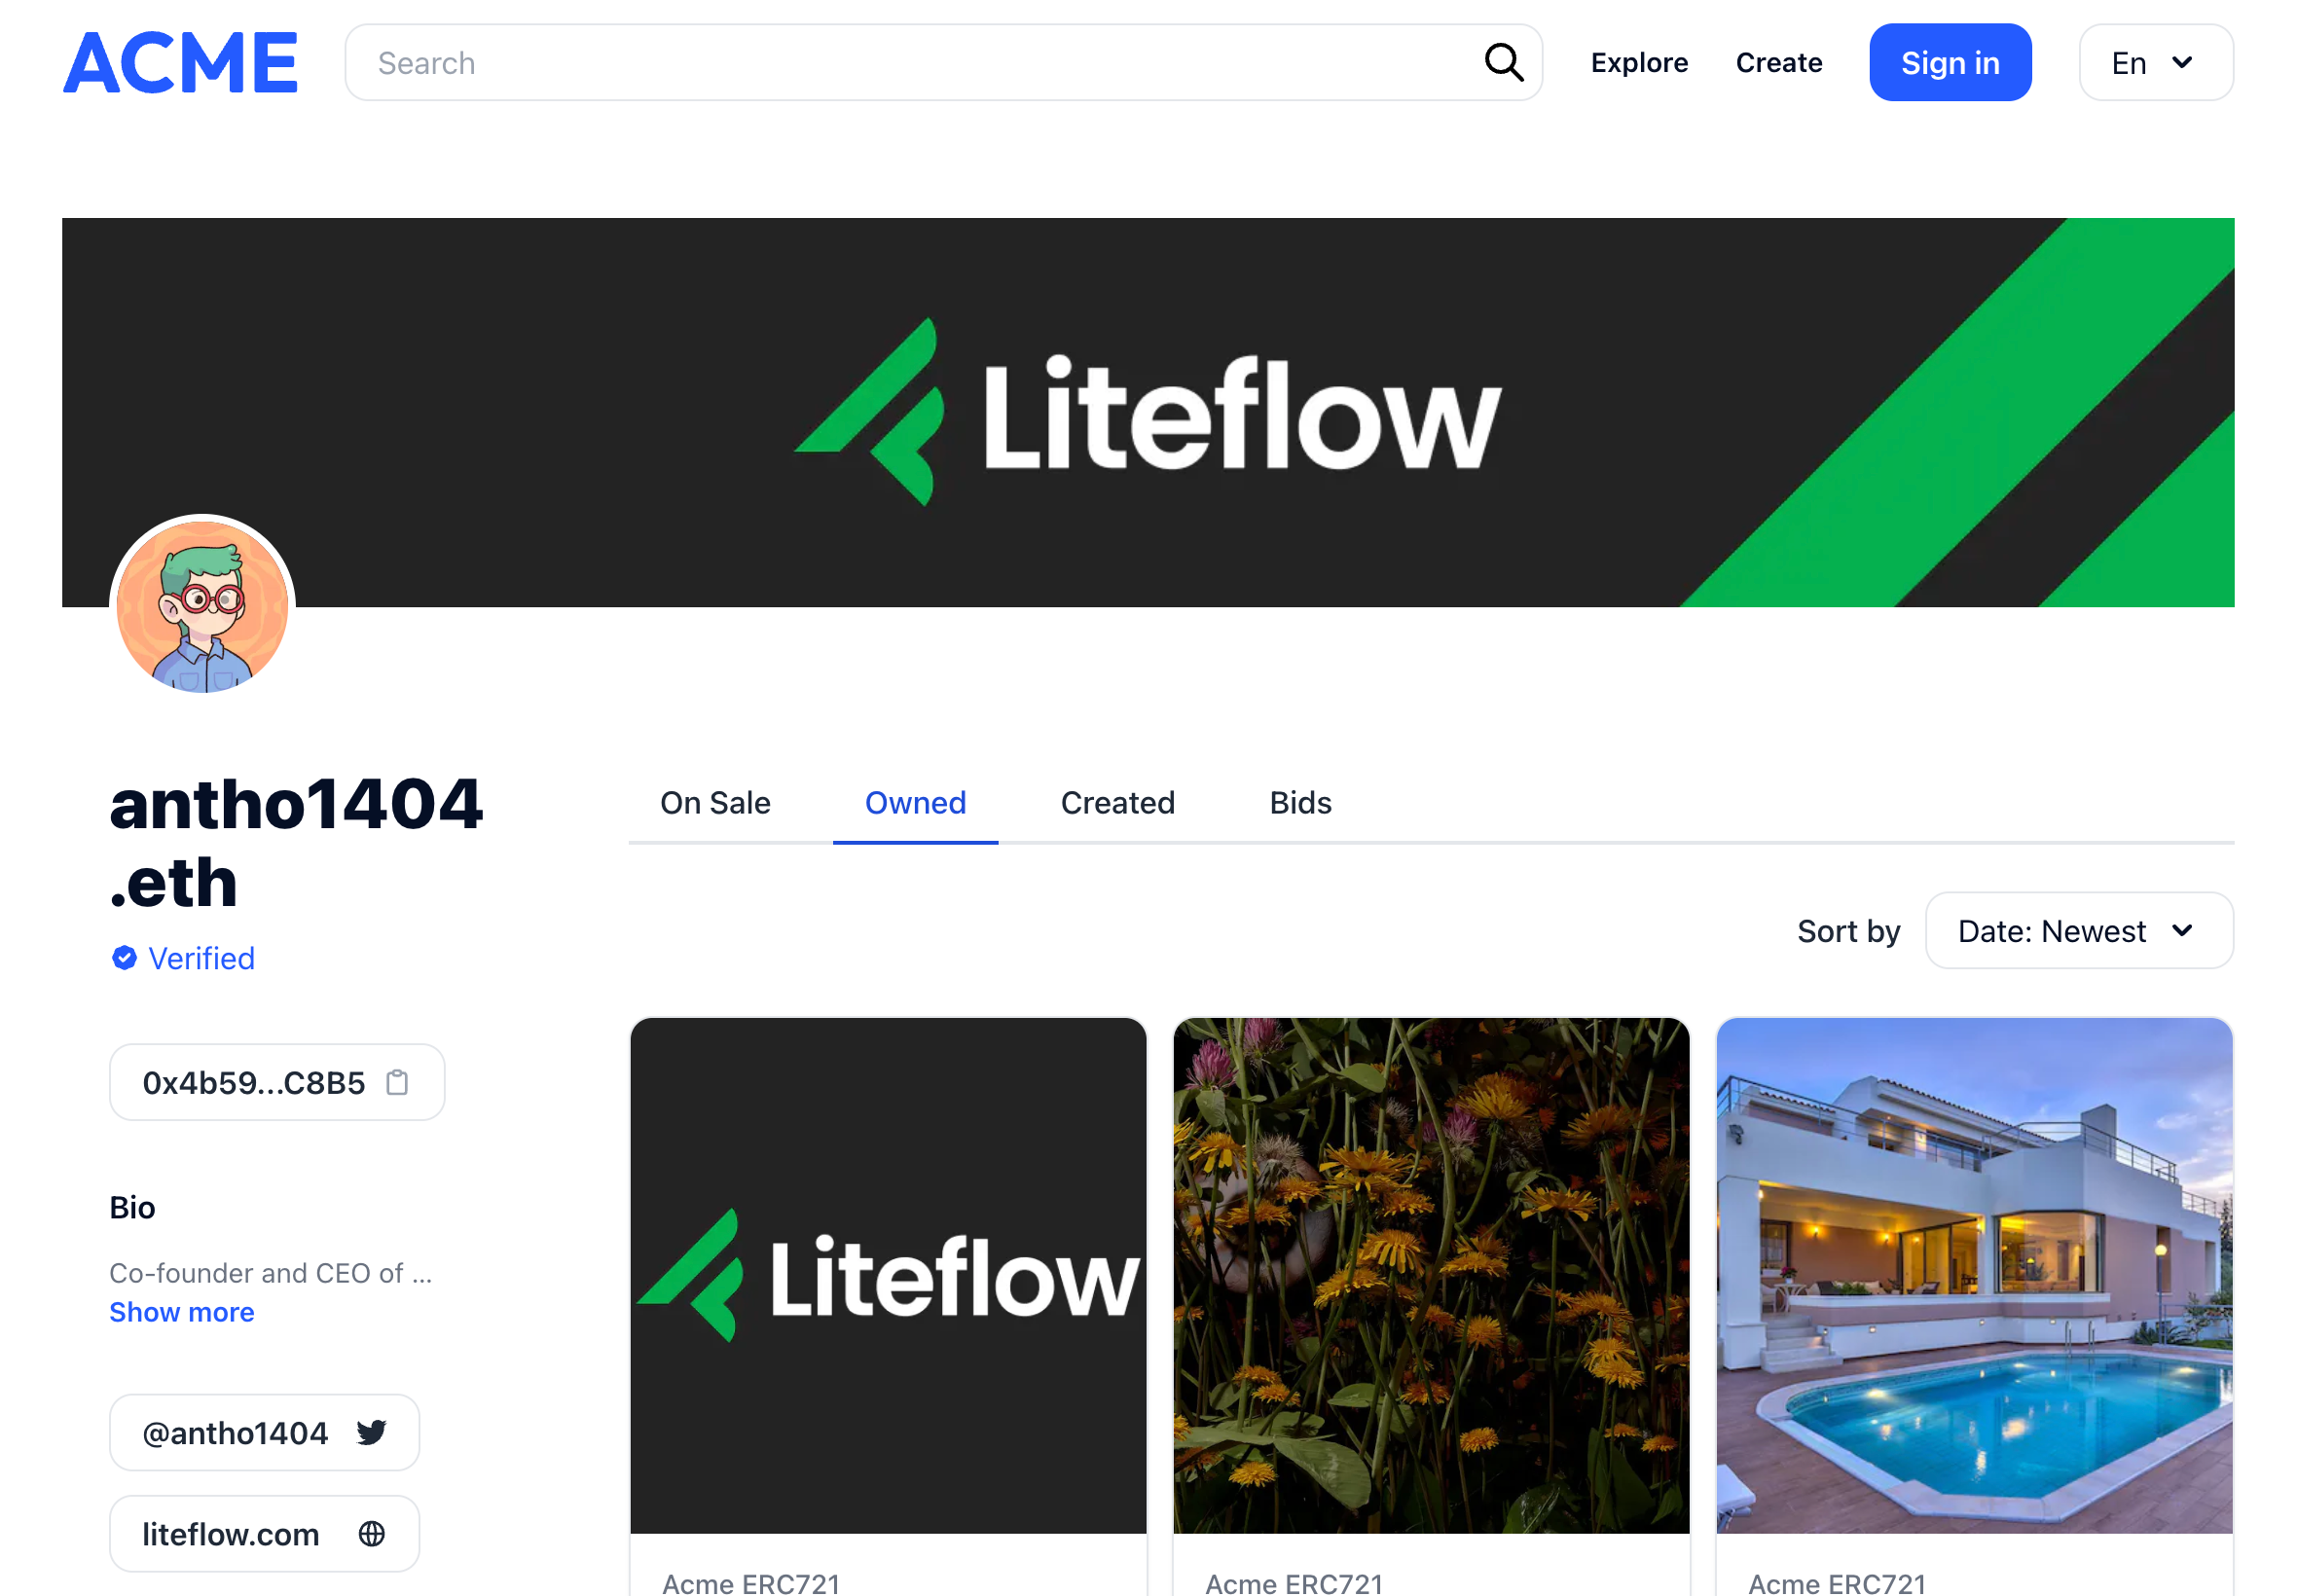 ACME
Search
Explore
Create
Sign in
En
Liteflow
antho1404
.eth
Verified
0x4b59...C8B5
Bio
Co-founder and CEO of ...
Show more
@antho1404
liteflow.com
On Sale
Owned
Created
Bids
Sort by
Date: Newest
Liteflow
Acme ERC721
Acme ERC721
Acme ERC721